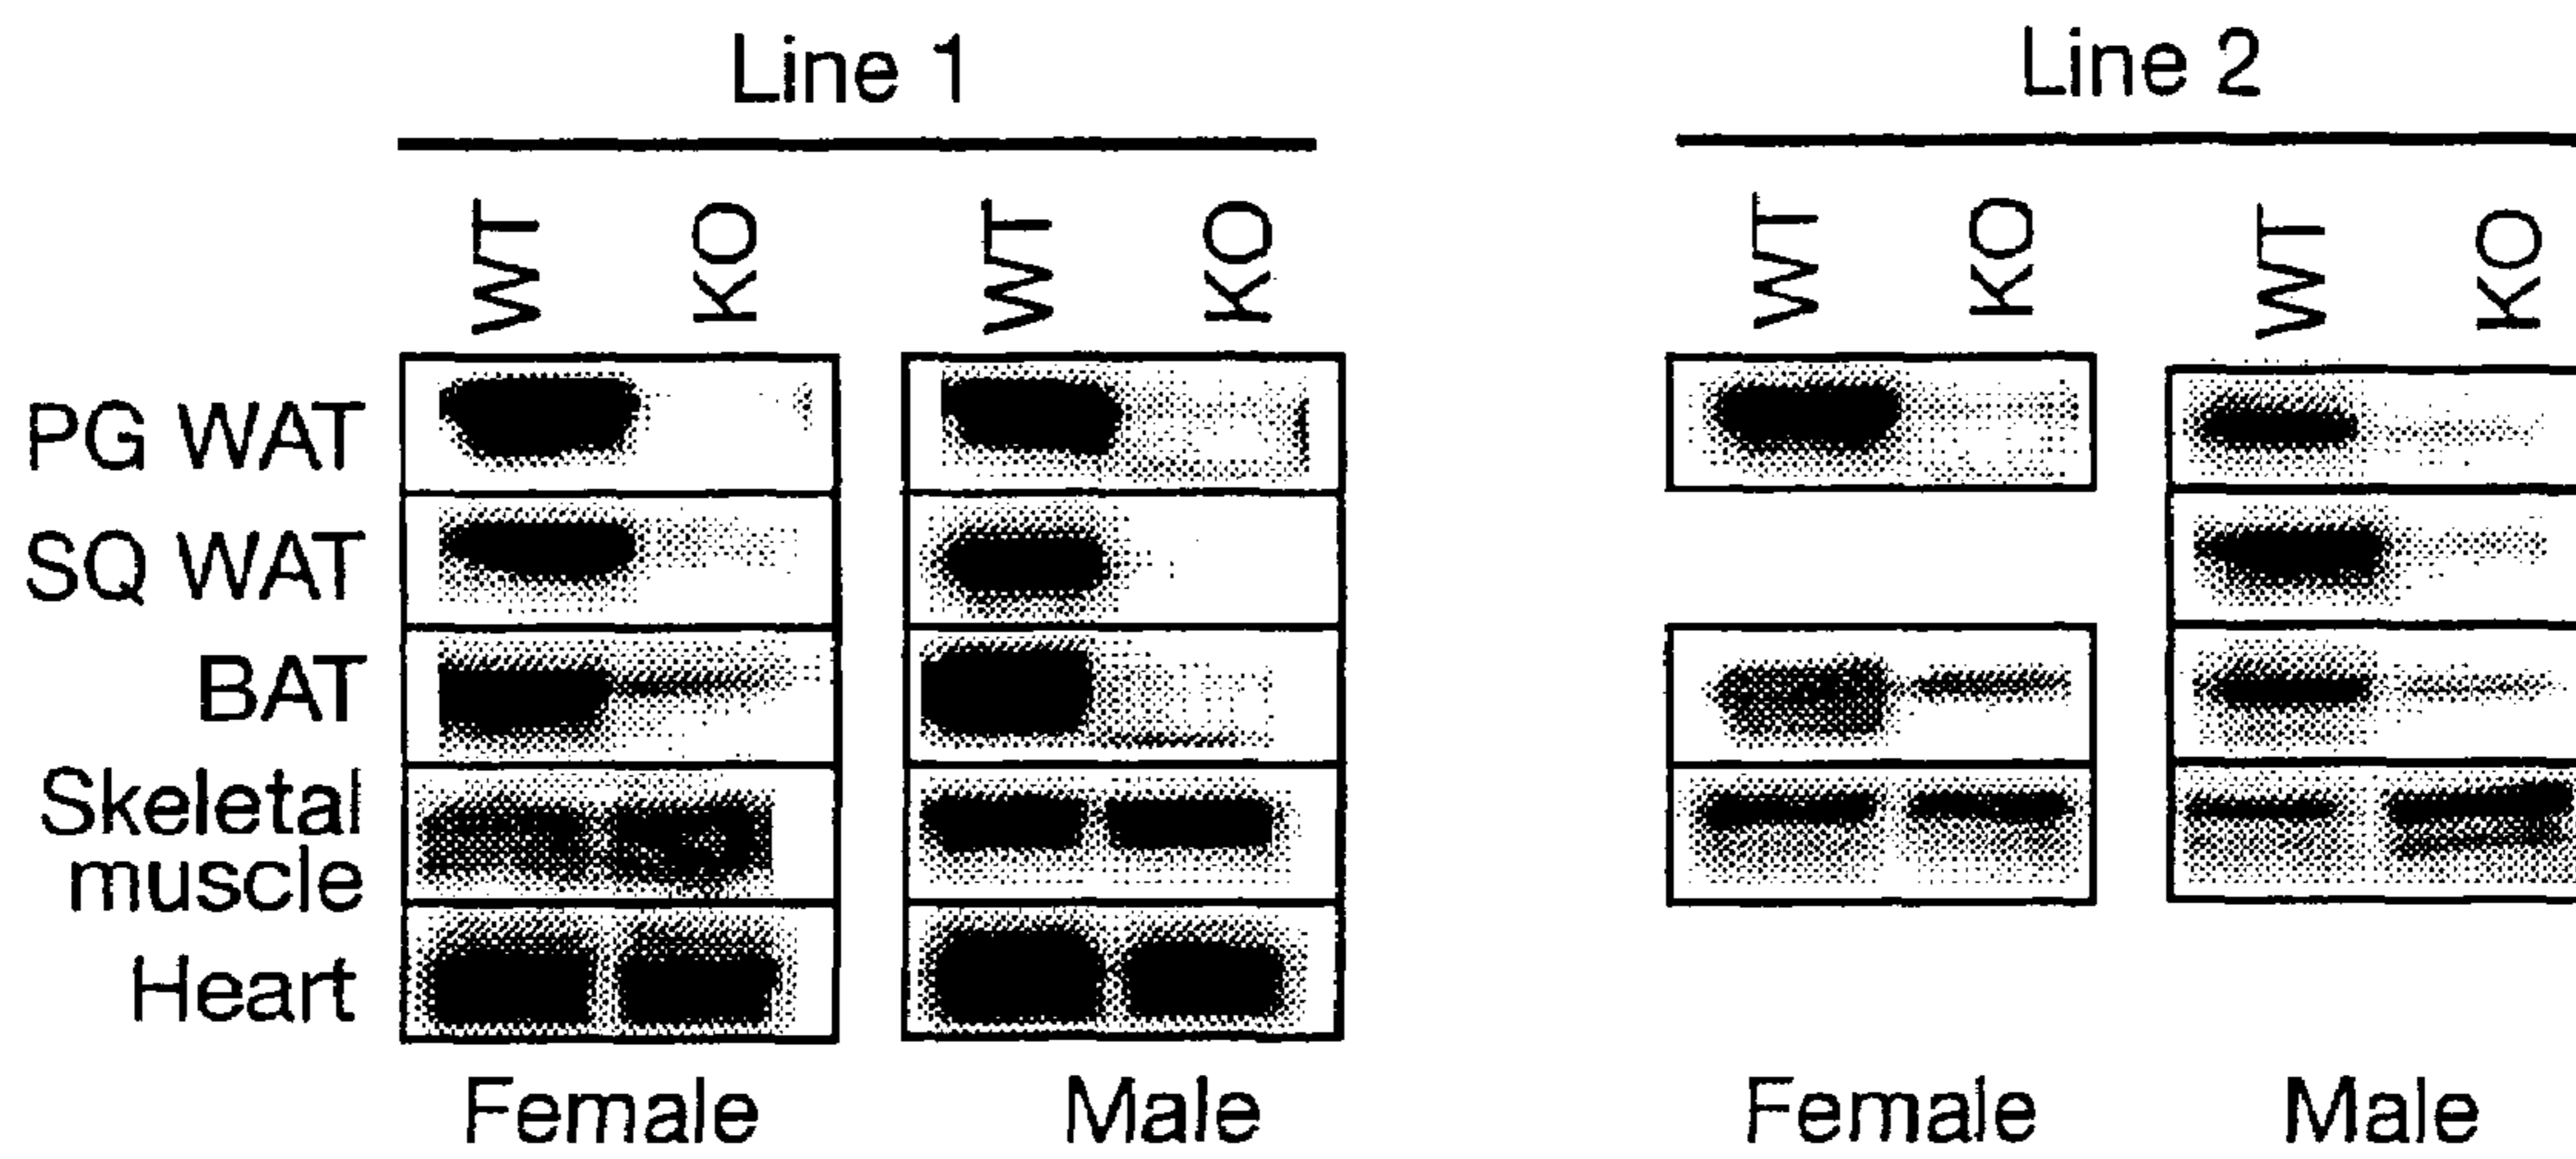 Line 1
Line 2
WT KO WT KO WT KO WT KO
PG WAT
SQ WAT
BAT
Skeletal
muscle
Heart
Female Male Female Male